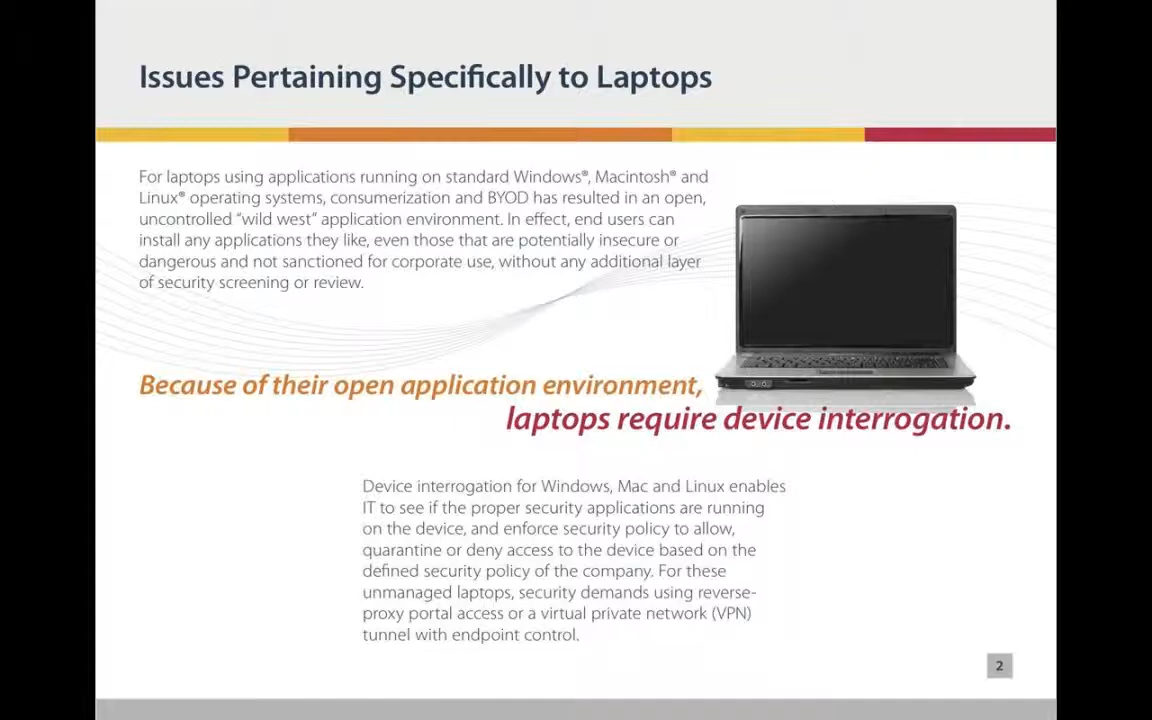 Issues Pertaining Specifically to Laptops
For laptops using applications running on standard Windows®, Macintosh® and
Linux® operating systems, consumerization and BYOD has resulted in an open,
uncontrolled “wild west” application environment. In effect, end users can
install any applications they like, even those that are potentially insecure or
dangerous and not sanctioned for corporate use, without any additional layer
of security screening or review.
Because of their open application environment,
laptops require device interrogation.
Device interrogation for Windows, Mac and Linux enables
IT to see if the proper security applications are running
on the device, and enforce security policy to allow,
quarantine or deny access to the device based on the
defined security policy of the company. For these
unmanaged laptops, security demands using reverse-
proxy portal access or a virtual private network (VPN)
tunnel with endpoint control.
2